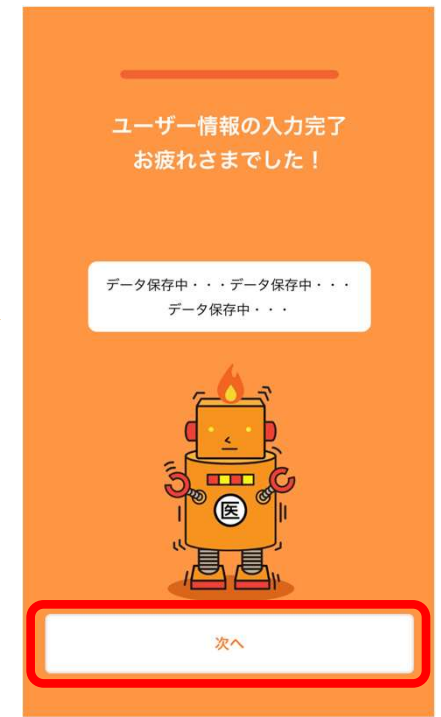 ユーザー情報の入力完了
お疲れさまでした！
データ保存中・・・データ保存中・・・
データ保存中・・・
医
次へ